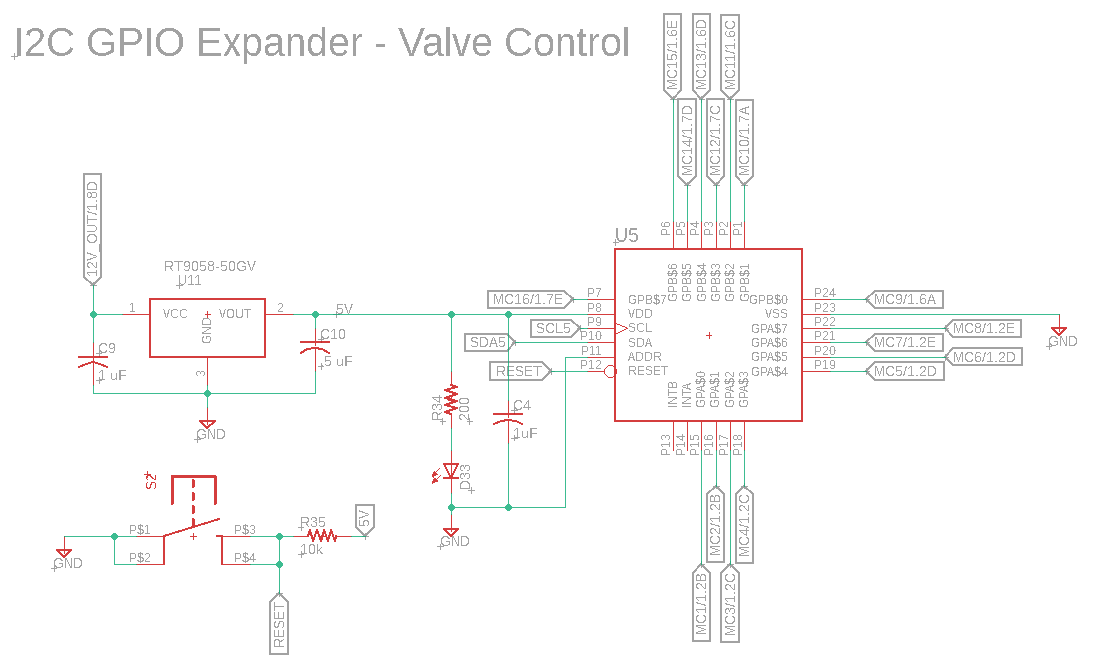 I2C GPIO Expander - Valve Control
MC15/1.6E
MC13/1.6D
MC11/1.6C
MC14/1.7D
MC12/1.7C
MC10/1.7A
P6
P5
P4
P3
P2
P1
U5
12V_OUT/1.8D
RT9058-50GV
U11
1
VCC
GND
VOUT
2
3
5V
C9
1 uF
C10
5 uF
GND
MC16/1.7E
SCL5
SDA5
RESET
P7
P8
P9
P10
P11
P12
GPB$6
GPB$5
GPB$4
GPB$3
GPB$2
GPB$1
GPB$7
VDD
SCL
SDA
ADDR
RESET
GPB$0
VSS
GPA$7
GPA$6
GPA$5
GPA$4
INTB
INTA
GPA$0
GPA$1
GPA$2
GPA$3
P24
P23
P22
P21
P20
P19
MC9/1.6A
MC8/1.2E
MC7/1.2E
MC6/1.2D
MC5/1.2D
GND
P13
P14
P15
P16
P17
P18
MC2/1.2B
MC4/1.2C
MC1/1.2B
MC3/1.2C
R34
200
C4
1uF
D33
GND
S2
P$1
P$2
P$3
P$4
GND
R35
10k
5V
RESET